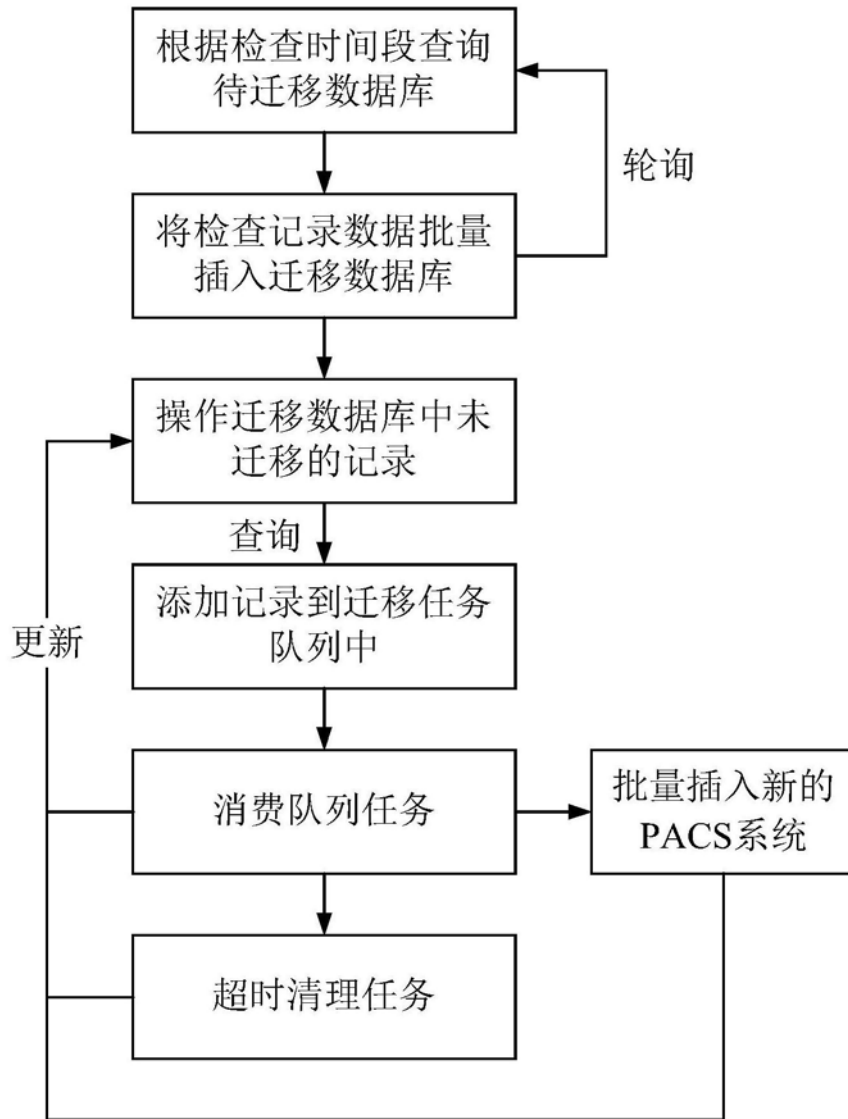 根据检查时间段查询
待迁移数据库
轮询
将检查记录数据批量
插入迁移数据库
操作迁移数据库中未
迁移的记录
查询
添加记录到迁移任务
队列中
更新
消费队列任务
批量插入新的
PACS系统
超时清理任务